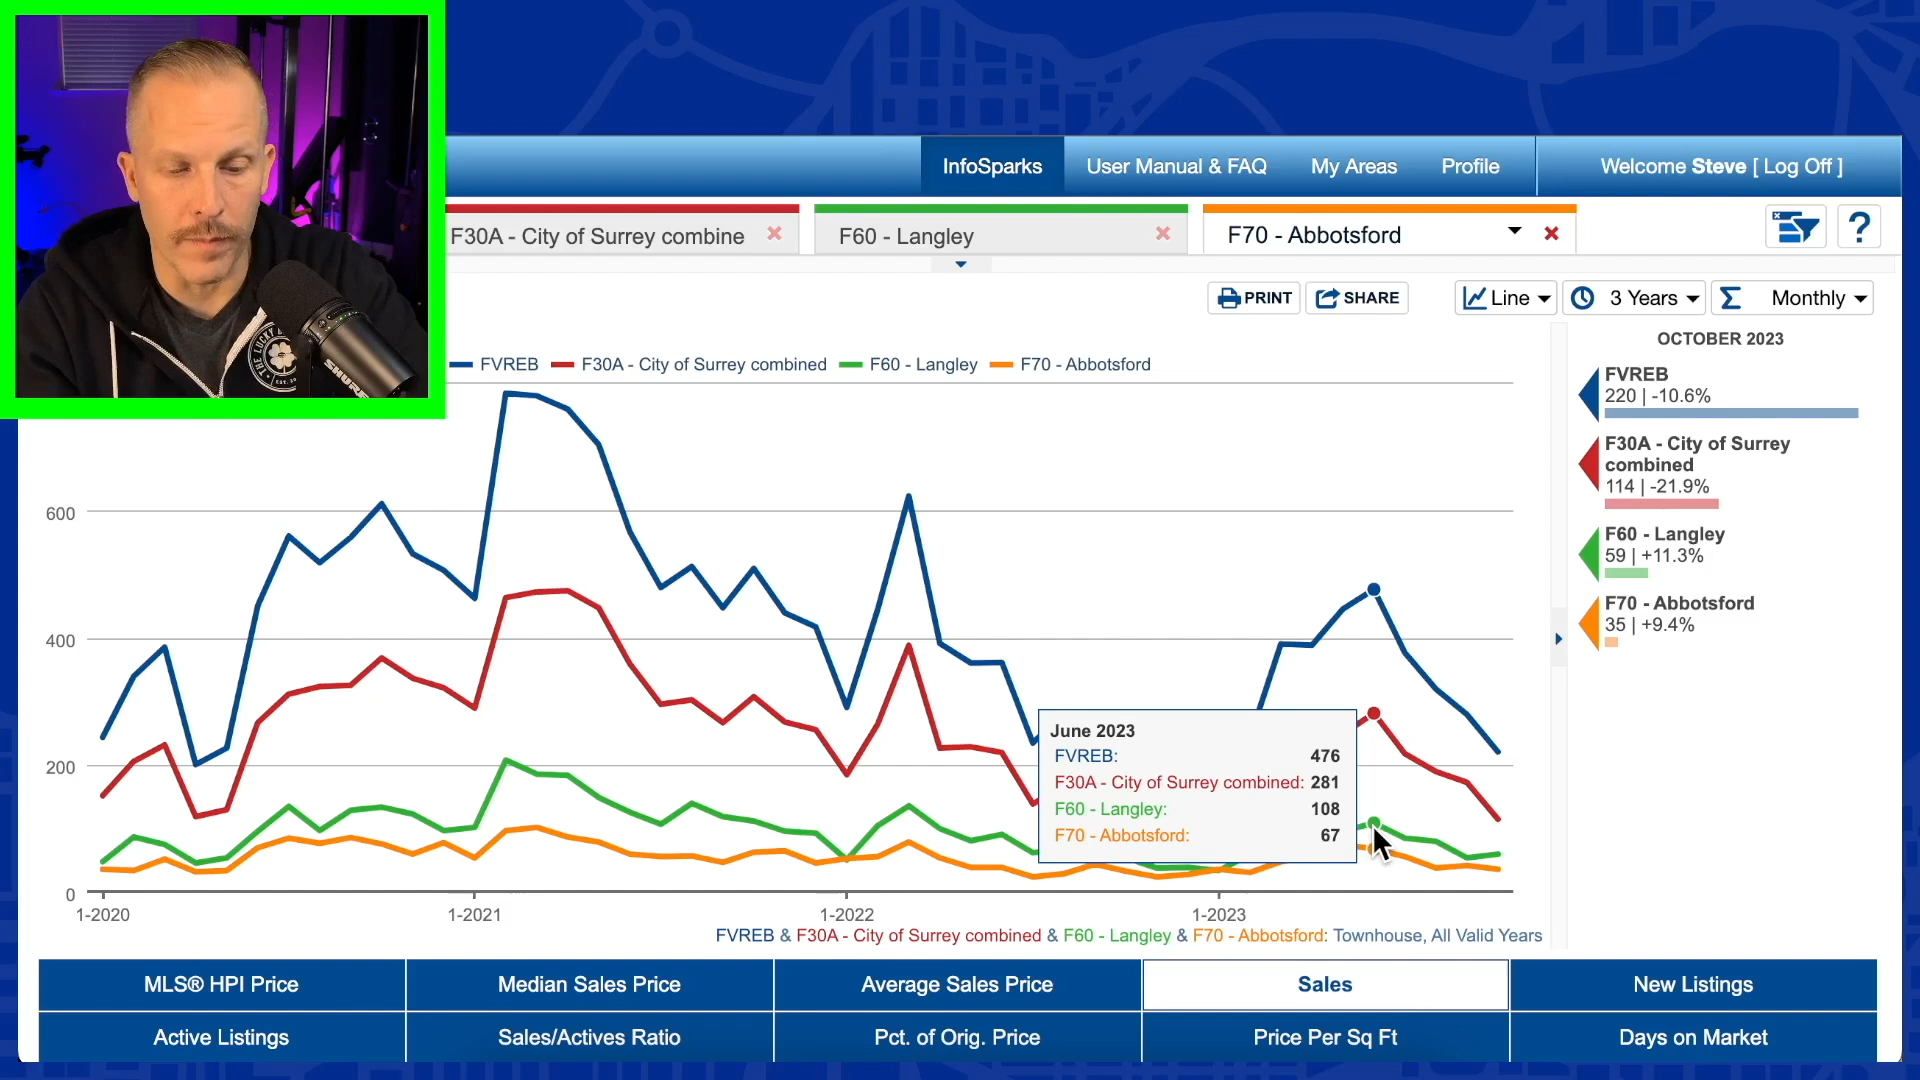 InfoSparks
User Manual & FAQ
My Areas
Profile
Welcome Steve [ Log Off ]
F30A - City of Surrey combine
F60 - Langley
F70 - Abbotsford
?
PRINT
SHARE
Line
3 Years
Monthly
FVREB
F30A - City of Surrey combined
F60 - Langley
F70 - Abbotsford
OCTOBER 2023
FVREB
220 | -10.6%
F30A - City of Surrey
combined
114 | -21.9%
F60 - Langley
59 | +11.3%
F70 - Abbotsford
35 | +9.4%
600
400
200
0
June 2023
FVREB: 476
F30A - City of Surrey combined: 281
F60 - Langley: 108
F70 - Abbotsford: 67
1-2020
1-2021
1-2022
1-2023
FVREB & F30A - City of Surrey combined & F60 - Langley & F70 - Abbotsford: Townhouse, All Valid Years
MLS® HPI Price
Median Sales Price
Average Sales Price
Sales
New Listings
Active Listings
Sales/Actives Ratio
Pct. of Orig. Price
Price Per Sq Ft
Days on Market
THE LUCKY
SHURE